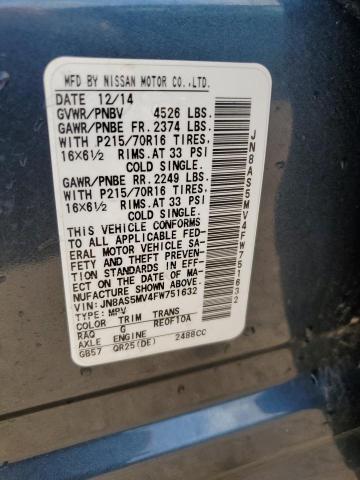 MFD BY NISSAN MOTOR CO.,LTD.
DATE 12/14
GVWR/PNBV 4526 LBS.
GAWR/PNBE FR. 2374 LBS.
WITH P215/70R16 TIRES,
16X6½ RIMS.AT 33 PSI
COLD SINGLE.
GAWR/PNBE RR. 2249 LBS.
WITH P215/70R16 TIRES,
16X6½ RIMS.AT 33 PSI
COLD SINGLE.
THIS VEHICLE CONFORMS
TO ALL APPLICABLE FED-
ERAL MOTOR VEHICLE SA-
FETY AND THEFT PREVENTION
STANDARDS IN EFF-
ECT ON THE DATE OF MA-
NUFACTURE SHOWN ABOVE.
VIN: JN8AS5MV4FW751632
TYPE: MPV
COLOR TRIM TRANS
RAQ G RE0F10A
AXLE ENGINE
GB57 QR25(DE) 2488CC
JN8AS5MV4FW751632